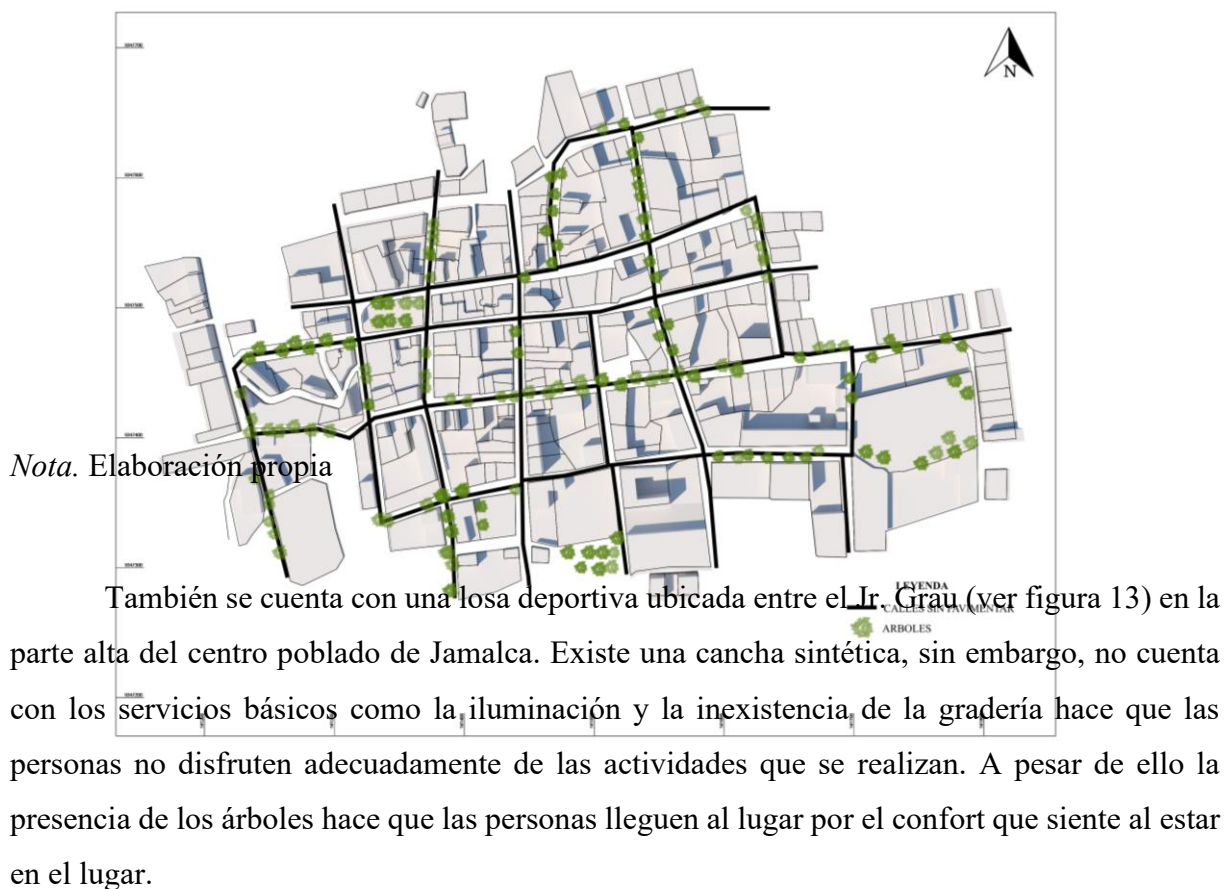 N
Nota. Elaboración propia
LEYENDA
CALLES SIN PAVIMENTAR
ARBOLES
También se cuenta con una losa deportiva ubicada entre el Jr. Grau (ver figura 13) en la
parte alta del centro poblado de Jamalca. Existe una cancha sintética, sin embargo, no cuenta
con los servicios básicos como la iluminación y la inexistencia de la gradería hace que las
personas no disfruten adecuadamente de las actividades que se realizan. A pesar de ello la
presencia de los árboles hace que las personas lleguen al lugar por el confort que siente al estar
en el lugar.